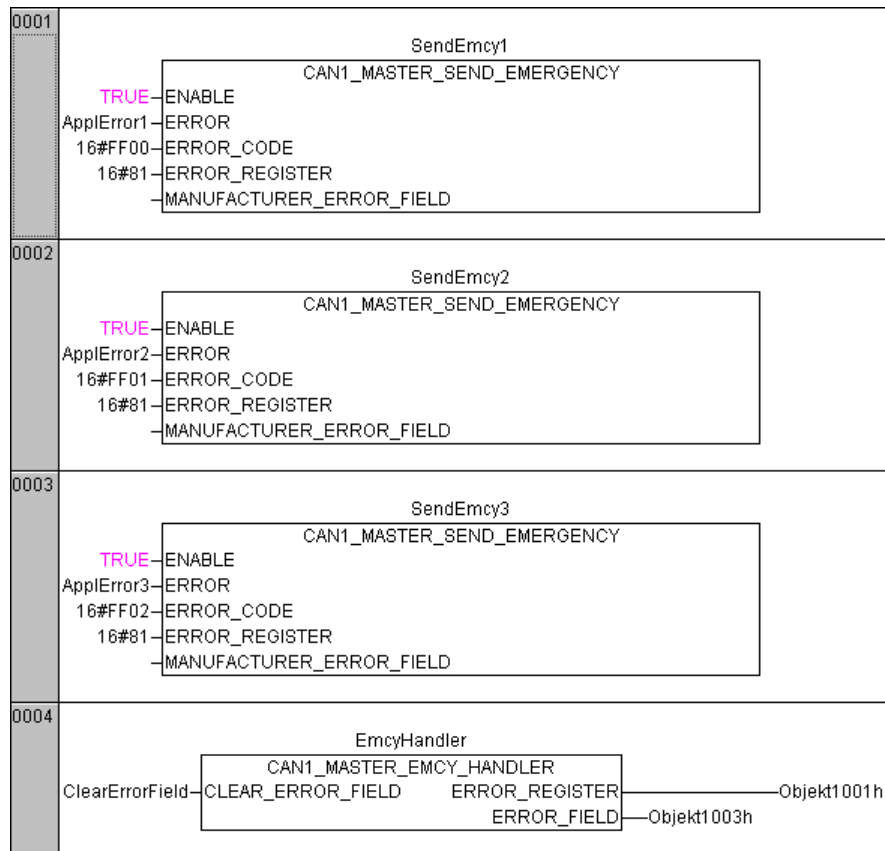 0001
SendEmcy1
CAN1_MASTER_SEND_EMERGENCY
TRUE ENABLE
ApplError1 ERROR
16#FF00 ERROR_CODE
16#81 ERROR_REGISTER
MANUFACTURER_ERROR_FIELD
0002
SendEmcy2
CAN1_MASTER_SEND_EMERGENCY
TRUE ENABLE
ApplError2 ERROR
16#FF01 ERROR_CODE
16#81 ERROR_REGISTER
MANUFACTURER_ERROR_FIELD
0003
SendEmcy3
CAN1_MASTER_SEND_EMERGENCY
TRUE ENABLE
ApplError3 ERROR
16#FF02 ERROR_CODE
16#81 ERROR_REGISTER
MANUFACTURER_ERROR_FIELD
0004
EmcyHandler
CAN1_MASTER_EMCY_HANDLER
ClearErrorField CLEAR_ERROR_FIELD ERROR_REGISTER Objekt1001h
ERROR_FIELD Objekt1003h